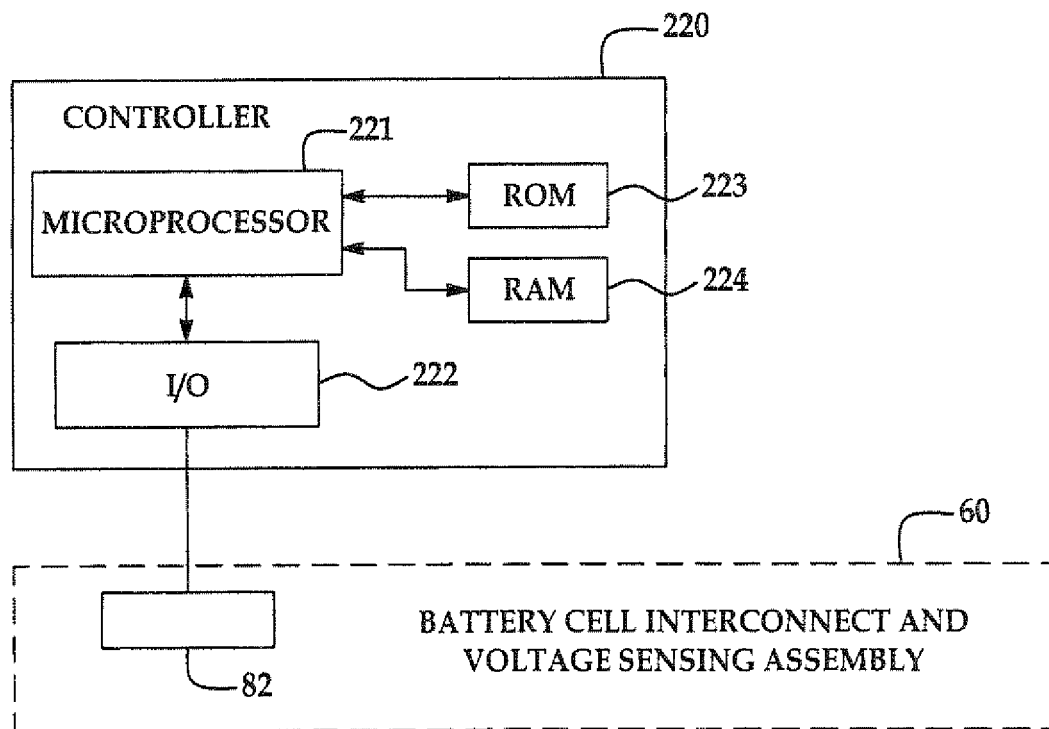 220
CONTROLLER
221
MICROPROCESSOR
ROM
223
RAM
224
I/O
222
60
BATTERY CELL INTERCONNECT AND
VOLTAGE SENSING ASSEMBLY
82